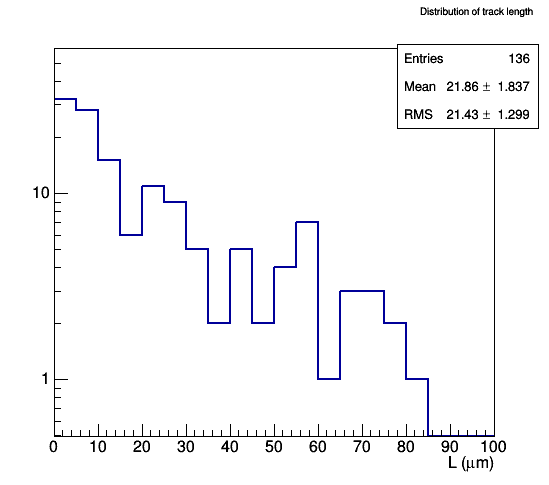 Distribution of track length
Entries 136
Mean 21.86 ± 1.837
RMS 21.43 ± 1.299
10
1
0 10 20 30 40 50 60 70 80 90 100
L (μm)